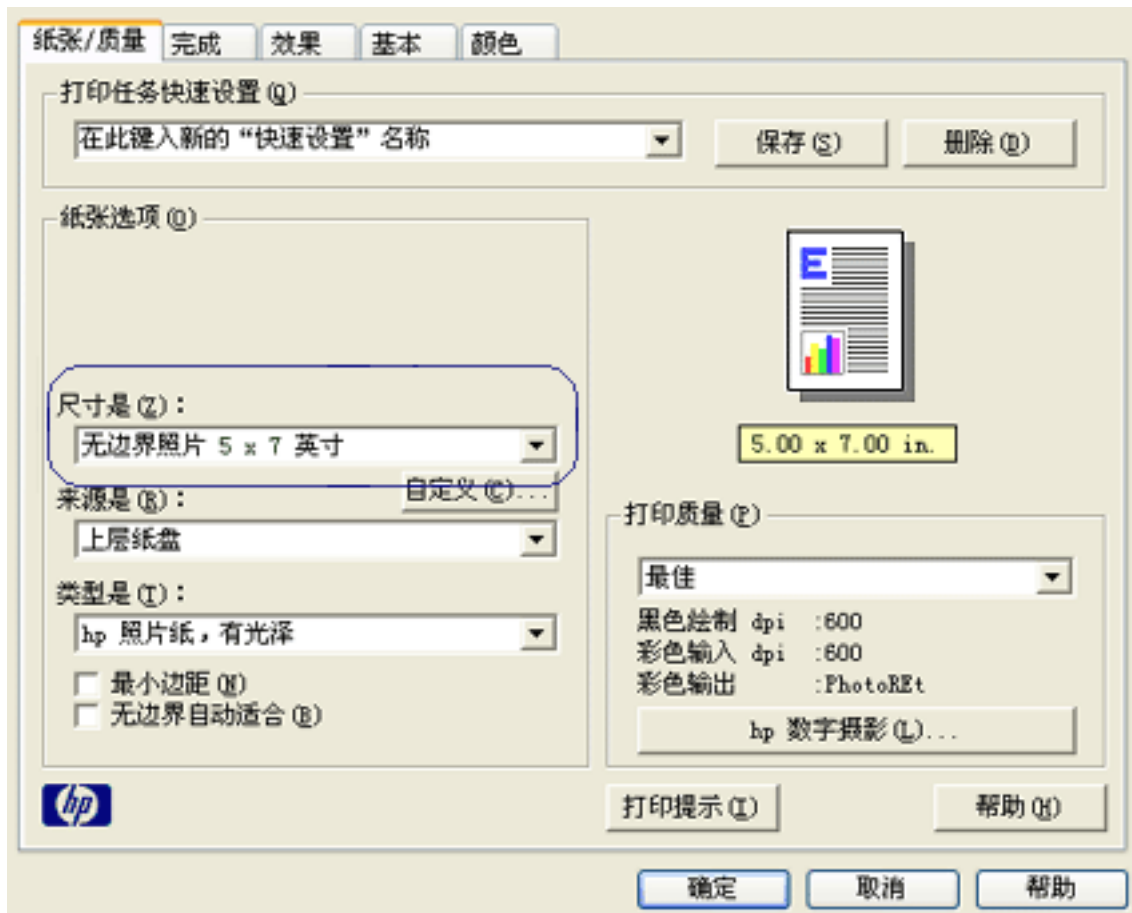 纸张/质量 完成 效果 基本 颜色
打印任务快速设置(Q)
在此键入新的“快速设置”名称
保存(S) 删除(D)
纸张选项(O)
E
尺寸是(Z)：
无边界照片 5 x 7 英寸
5.00 x 7.00 in.
自定义(C)...
来源是(R)：
上层纸盘
打印质量(P)
最佳
类型是(T)：
hp 照片纸，有光泽
黑色绘制 dpi :600
彩色输入 dpi :600
彩色输出 :PhotoREt
最小边距(N)
无边界自动适合(B)
hp 数字摄影(L)...
hp
打印提示(I) 帮助(H)
确定 取消 帮助